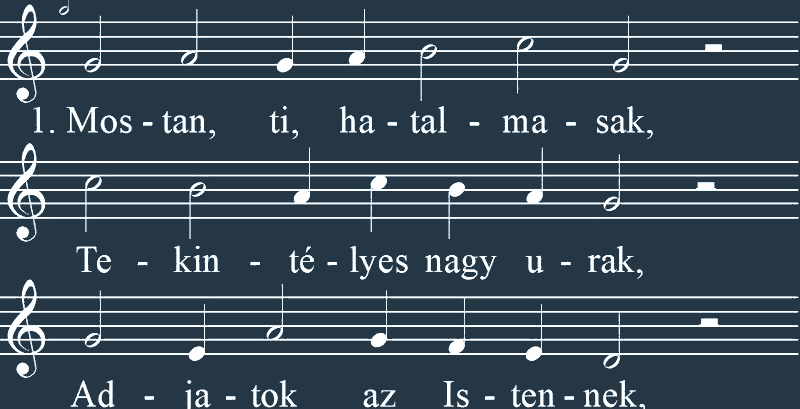 1. Mos - tan, ti, ha - tal - ma - sak,
Te - kin - té - lyes nagy u - rak,
Ad - ja - tok az Is - ten - nek,